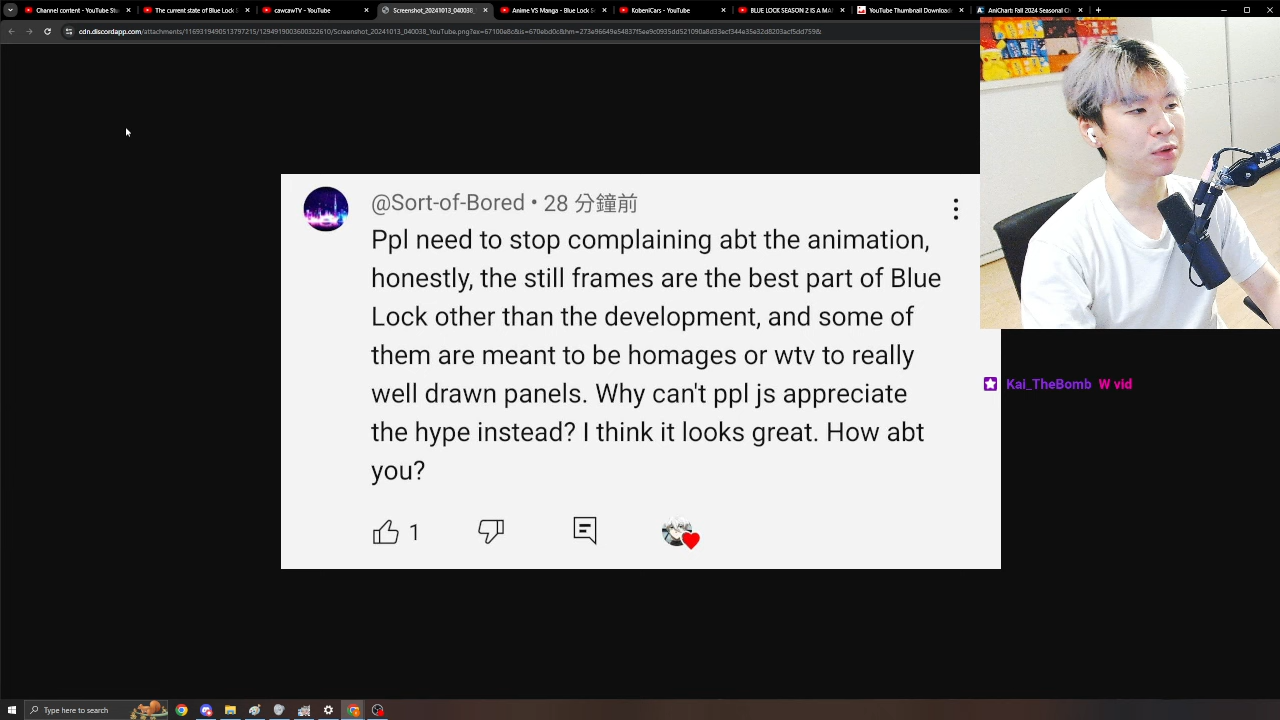 Channel content - YouTube Stu
The current state of Blue Lock S
cawcawTV - YouTube
Screenshot_20241013_040038_
Anime VS Manga - Blue Lock S
KobeniCars - YouTube
BLUE LOCK SEASON 2 IS A MA
YouTube Thumbnail Download
AniChart: Fall 2024 Seasonal C
@Sort-of-Bored • 28 分鐘前
Ppl need to stop complaining abt the animation,
honestly, the still frames are the best part of Blue
Lock other than the development, and some of
them are meant to be homages or wtv to really
well drawn panels. Why can't ppl js appreciate
the hype instead? I think it looks great. How abt
you?
1
Kai_TheBomb W vid
Type here to search